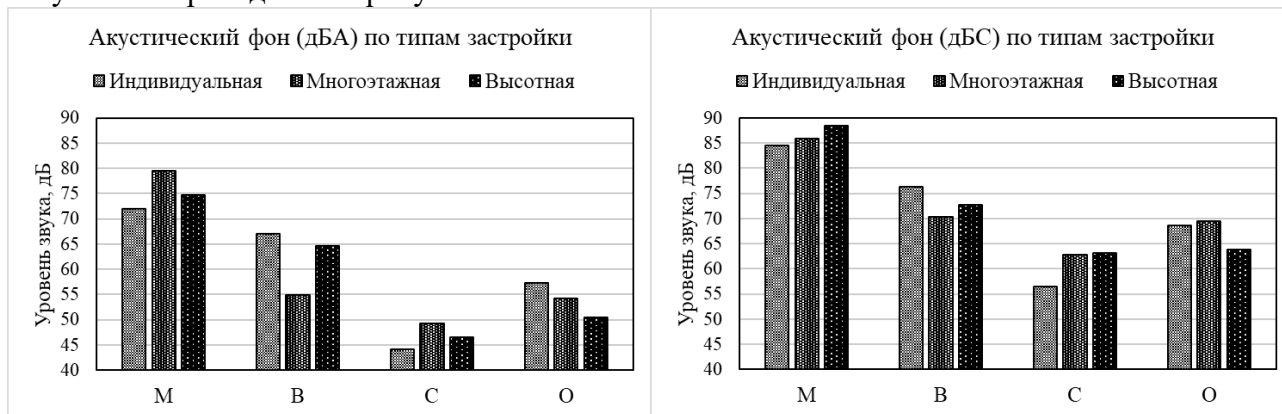 Акустический фон (дБА) по типам застройки
Индивидуальная Многоэтажная Высотная
Уровень звука, дБ
90
85
80
75
70
65
60
55
50
45
40
М В С О
Акустический фон (дБС) по типам застройки
Индивидуальная Многоэтажная Высотная
Уровень звука, дБ
90
85
80
75
70
65
60
55
50
45
40
М В С О